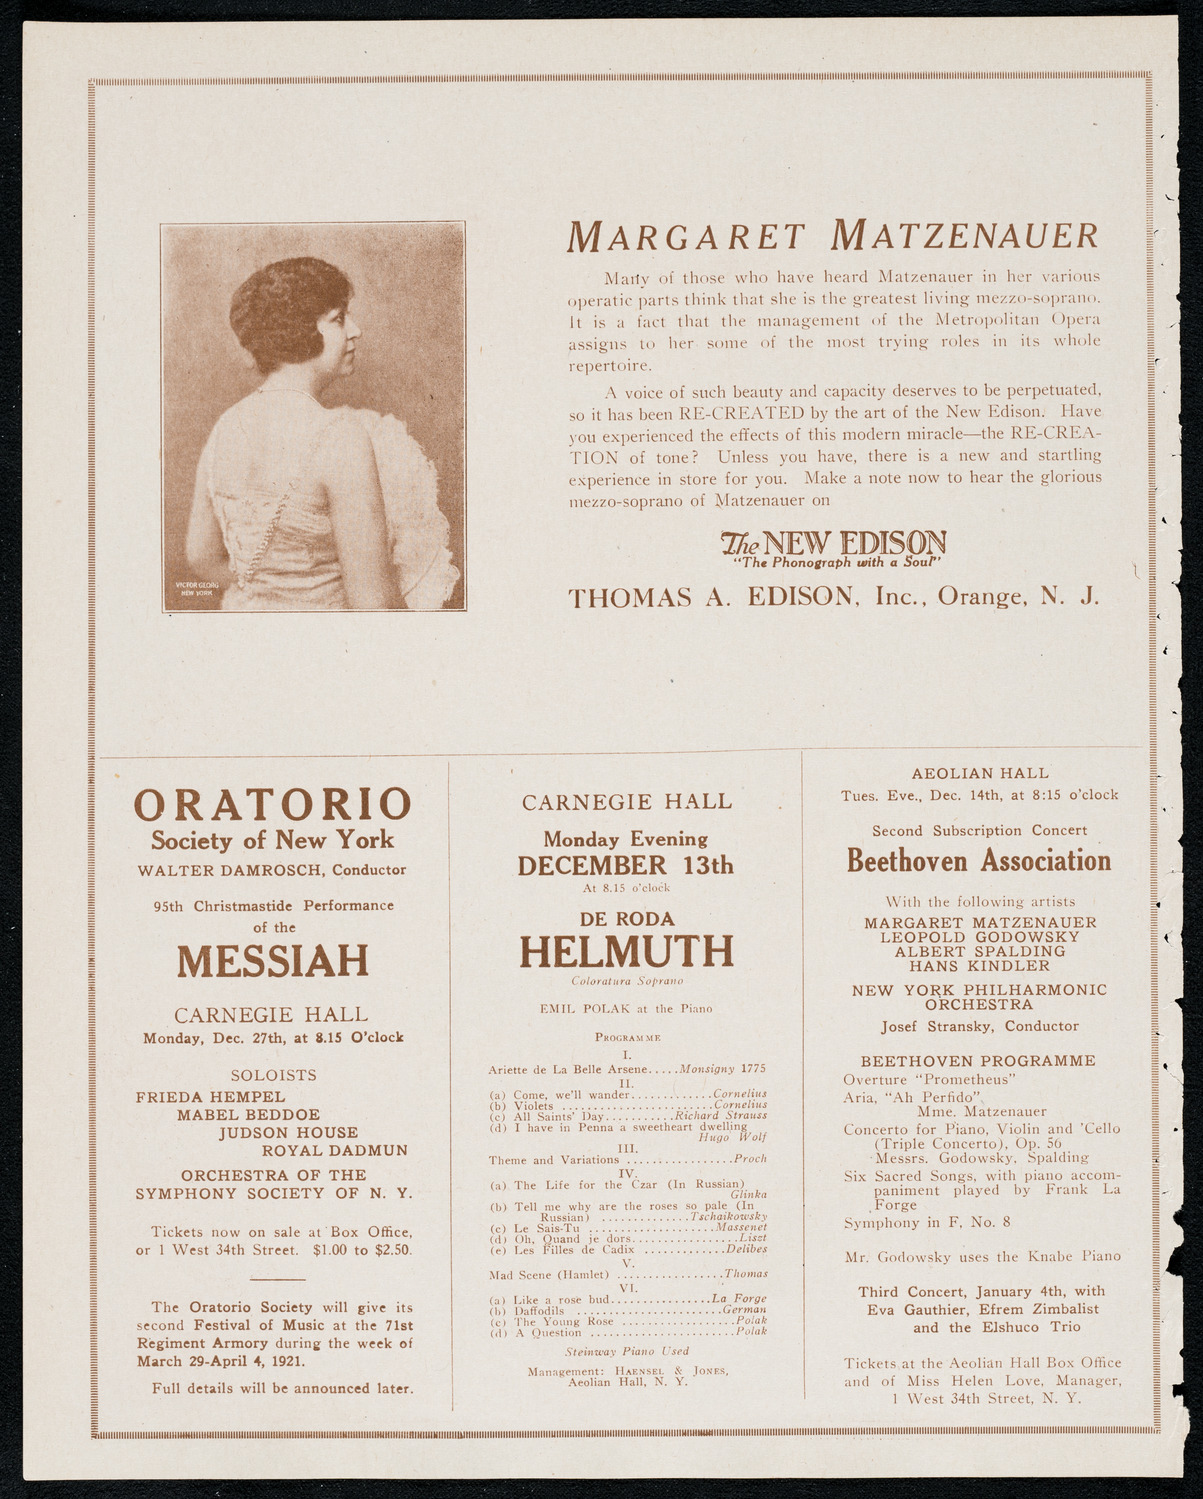 VICTOR GEORG
NEW YORK
MARGARET MATZENAUER
Many of those who have heard Matzenauer in her various
operatic parts think that she is the greatest living mezzo-soprano.
It is a fact that the management of the Metropolitan Opera
assigns to her some of the most trying roles in its whole
repertoire.
A voice of such beauty and capacity deserves to be perpetuated,
so it has been RE-CREATED by the art of the New Edison. Have
you experienced the effects of this modern miracle—the RE-CREA-
TION of tone? Unless you have, there is a new and startling
experience in store for you. Make a note now to hear the glorious
mezzo-soprano of Matzenauer on
The NEW EDISON
"The Phonograph with a Soul"
THOMAS A. EDISON, Inc., Orange, N. J.
ORATORIO
Society of New York
WALTER DAMROSCH, Conductor
95th Christmastide Performance
of the
MESSIAH
CARNEGIE HALL
Monday, Dec. 27th, at 8.15 O'clock
SOLOISTS
FRIEDA HEMPEL
MABEL BEDDOE
JUDSON HOUSE
ROYAL DADMUN
ORCHESTRA OF THE
SYMPHONY SOCIETY OF N. Y.
Tickets now on sale at Box Office,
or 1 West 34th Street. $1.00 to $2.50.
The Oratorio Society will give its
second Festival of Music at the 71st
Regiment Armory during the week of
March 29-April 4, 1921.
Full details will be announced later.
CARNEGIE HALL
Monday Evening
DECEMBER 13th
At 8.15 o'clock
DE RODA
HELMUTH
Coloratura Soprano
EMIL POLAK at the Piano
PROGRAMME
I.
Ariette de La Belle Arsene.....Monsigny 1775
II.
(a) Come, we'll wander............Cornelius
(b) Violets .......................Cornelius
(c) All Saints' Day..........Richard Strauss
(d) I have in Penna a sweetheart dwelling
Hugo Wolf
III.
Theme and Variations .................Proch
IV.
(a) The Life for the Czar (In Russian)
Glinka
(b) Tell me why are the roses so pale (In
Russian) .............Tschaikowsky
(c) Le Sais-Tu ...................Massenet
(d) Oh, Quand je dors................Liszt
(e) Les Filles de Cadix ............Delibes
V.
Mad Scene (Hamlet) ................Thomas
VI.
(a) Like a rose bud..............La Forge
(b) Daffodils ......................German
(c) The Young Rose .................Polak
(d) A Question ......................Polak
Steinway Piano Used
Management: HAENSEL & JONES,
Aeolian Hall, N. Y.
AEOLIAN HALL
Tues. Eve., Dec. 14th, at 8:15 o'clock
Second Subscription Concert
Beethoven Association
With the following artists
MARGARET MATZENAUER
LEOPOLD GODOWSKY
ALBERT SPALDING
HANS KINDLER
NEW YORK PHILHARMONIC
ORCHESTRA
Josef Stransky, Conductor
BEETHOVEN PROGRAMME
Overture "Prometheus"
Aria, "Ah Perfido"
Mme. Matzenauer
Concerto for Piano, Violin and 'Cello
(Triple Concerto), Op. 56
Messrs. Godowsky, Spalding
Six Sacred Songs, with piano accom-
paniment played by Frank La
Forge
Symphony in F, No. 8
Mr. Godowsky uses the Knabe Piano
Third Concert, January 4th, with
Eva Gauthier, Efrem Zimbalist
and the Elshuco Trio
Tickets at the Aeolian Hall Box Office
and of Miss Helen Love, Manager,
1 West 34th Street, N. Y.